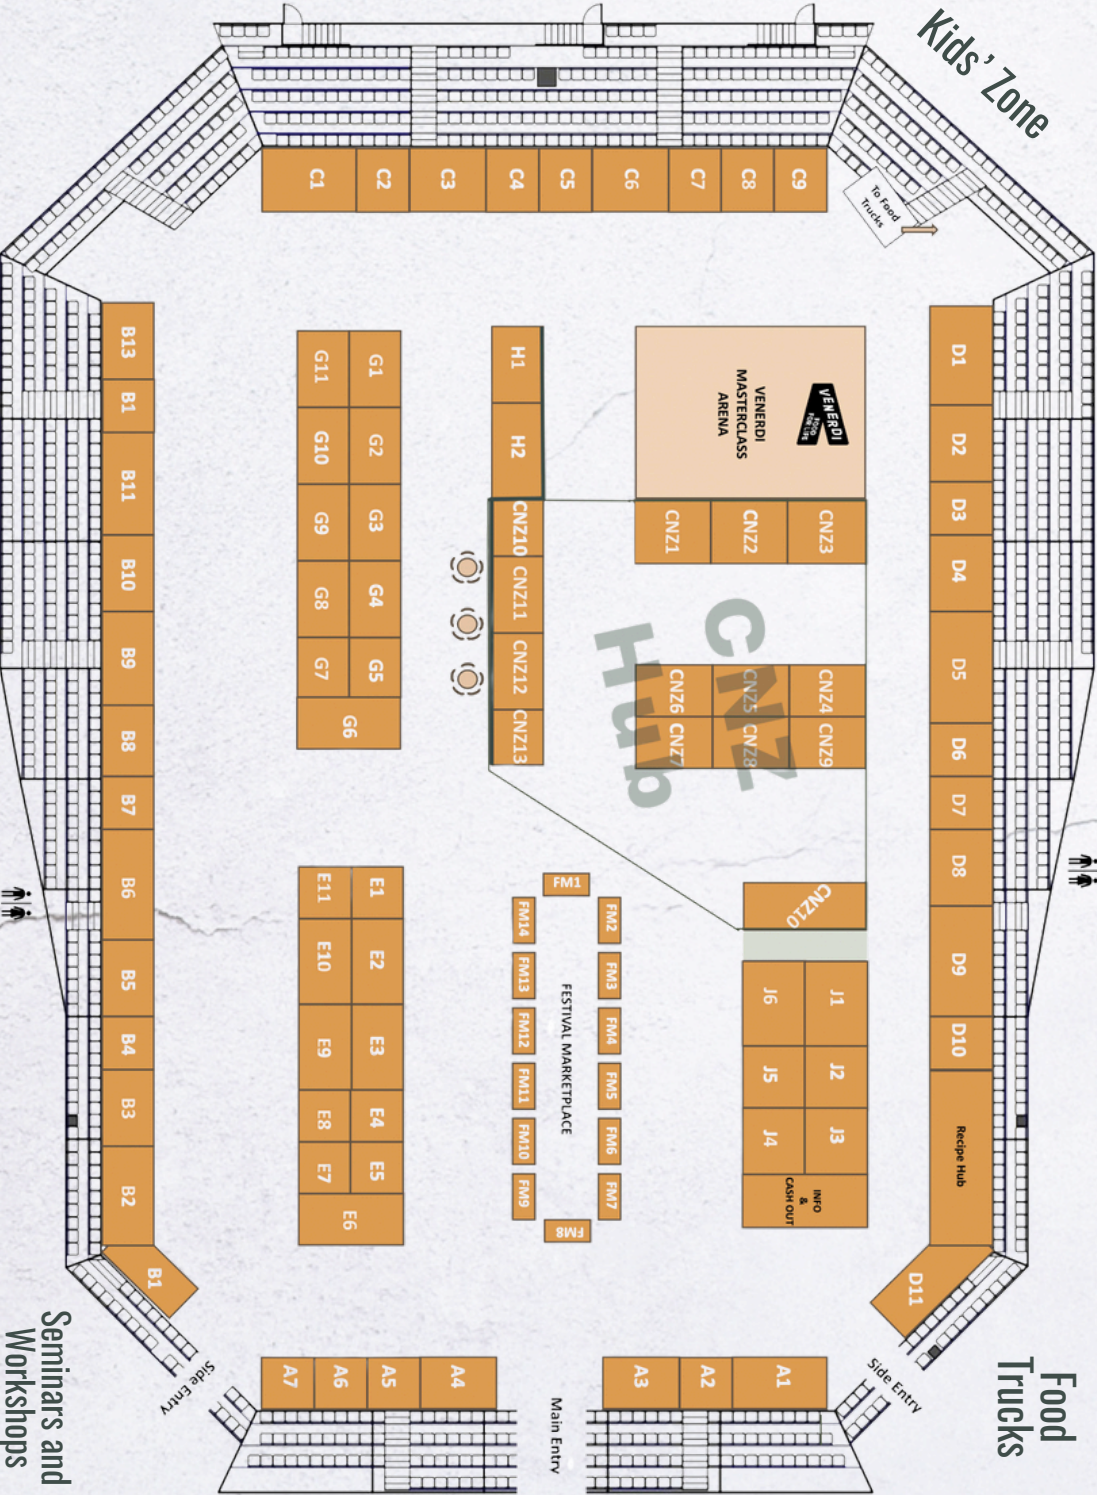 Kids' Zone
C1
C2
C3
C4
C5
C6
C7
C8
C9
To Food
Trucks
B13
B1
B11
B10
B9
B8
B7
B6
B5
B4
B3
B2
B1
G11
G1
G10
G2
G9
G3
G8
G4
G7
G5
G6
H1
H2
VENERDI
MASTERCLASS
ARENA
VENERDI
FOOD
FOR LIFE
CNZ10
CNZ11
CNZ12
CNZ13
CNZ1
CNZ2
CNZ3
CNZ
Hub
CNZ6
CNZ5
CNZ4
CNZ7
CNZ8
CNZ9
CNZ10
D1
D2
D3
D4
D5
D6
D7
D8
D9
D10
Recipe Hub
D11
E11
E1
E10
E2
E9
E3
E8
E4
E7
E5
E6
FM1
FM14
FM2
FM13
FM3
FM12
FM4
FM11
FM5
FM10
FM6
FM9
FM7
FM8
FESTIVAL MARKETPLACE
J6
J1
J5
J2
J4
J3
INFO
&
CASH OUT
A7
A6
A5
A4
A3
A2
A1
Side Entry
Main Entry
Side Entry
Seminars and
Workshops
Food
Trucks